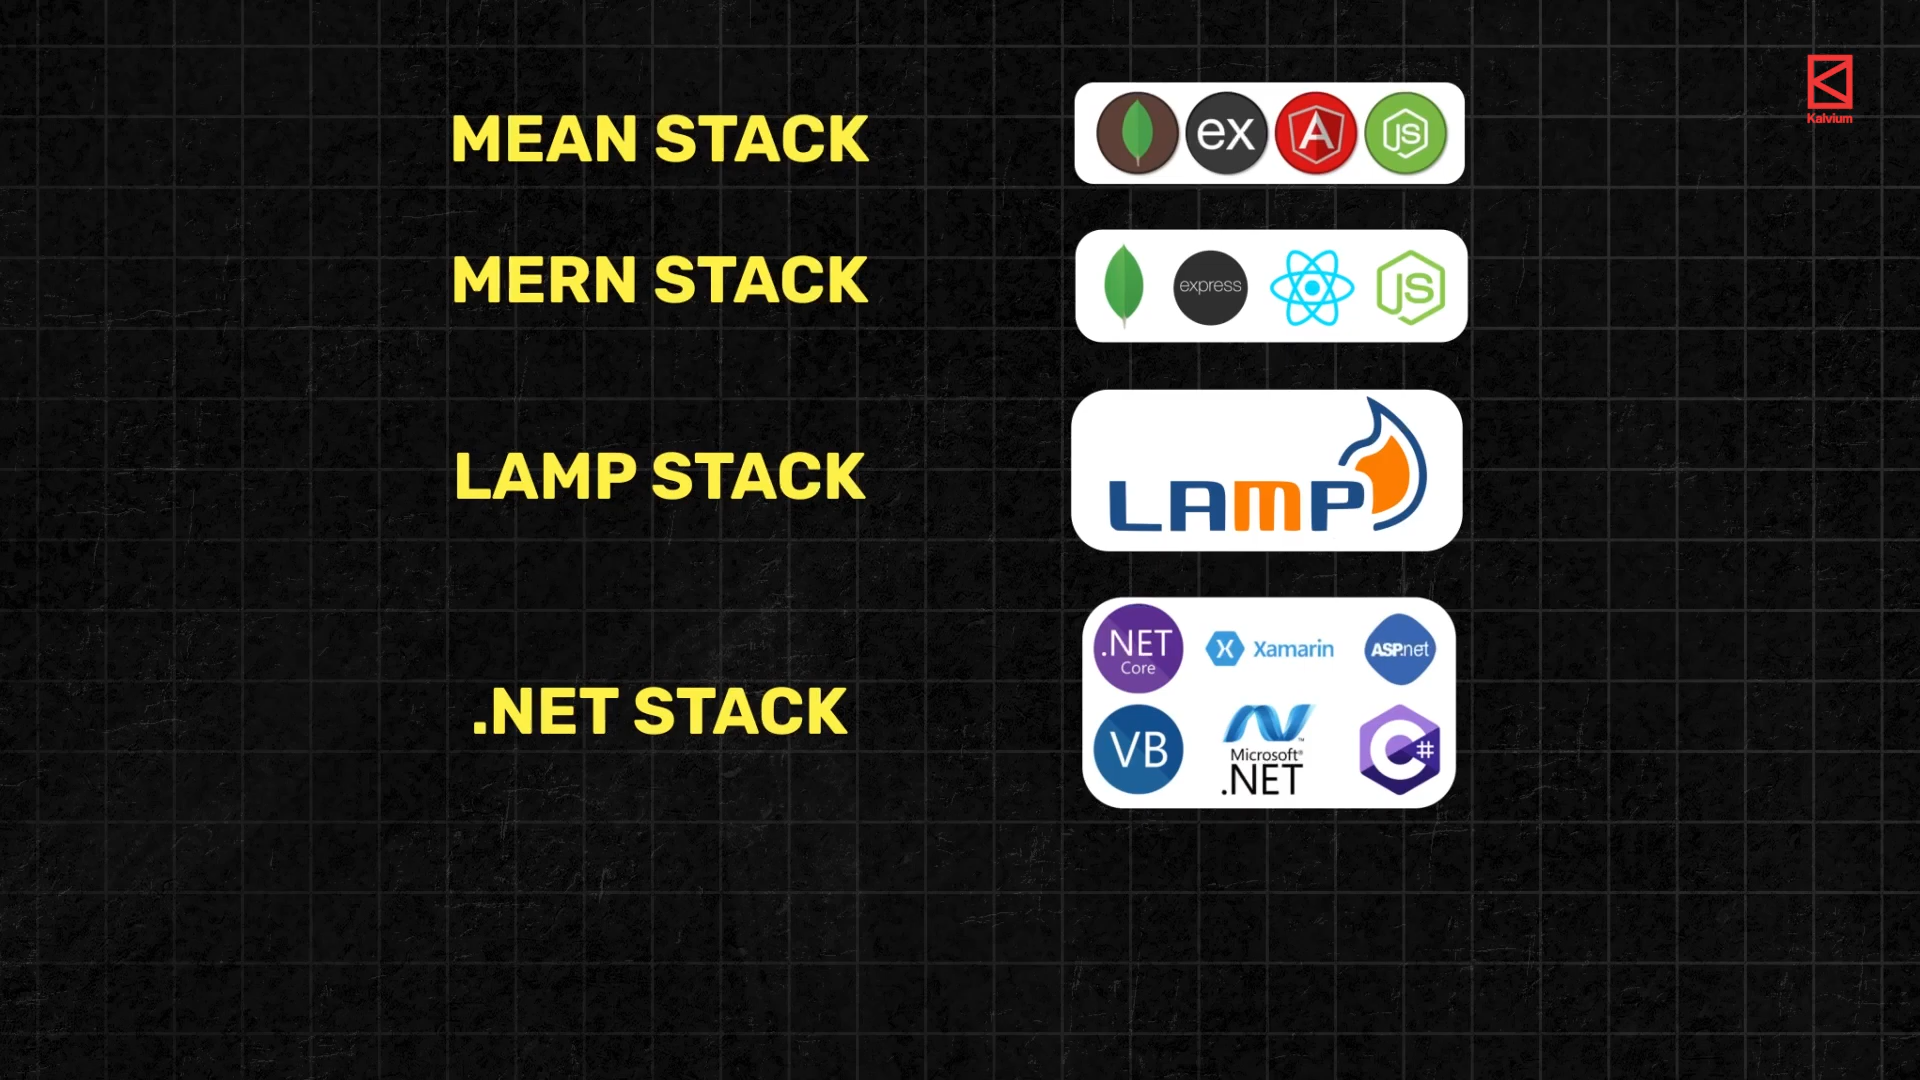 Kalvium
MEAN STACK
ex
A
JS
MERN STACK
express
JS
LAMP STACK
LAMP
.NET STACK
.NET
Core
Xamarin
ASP.net
VB
Microsoft®
.NET
C#